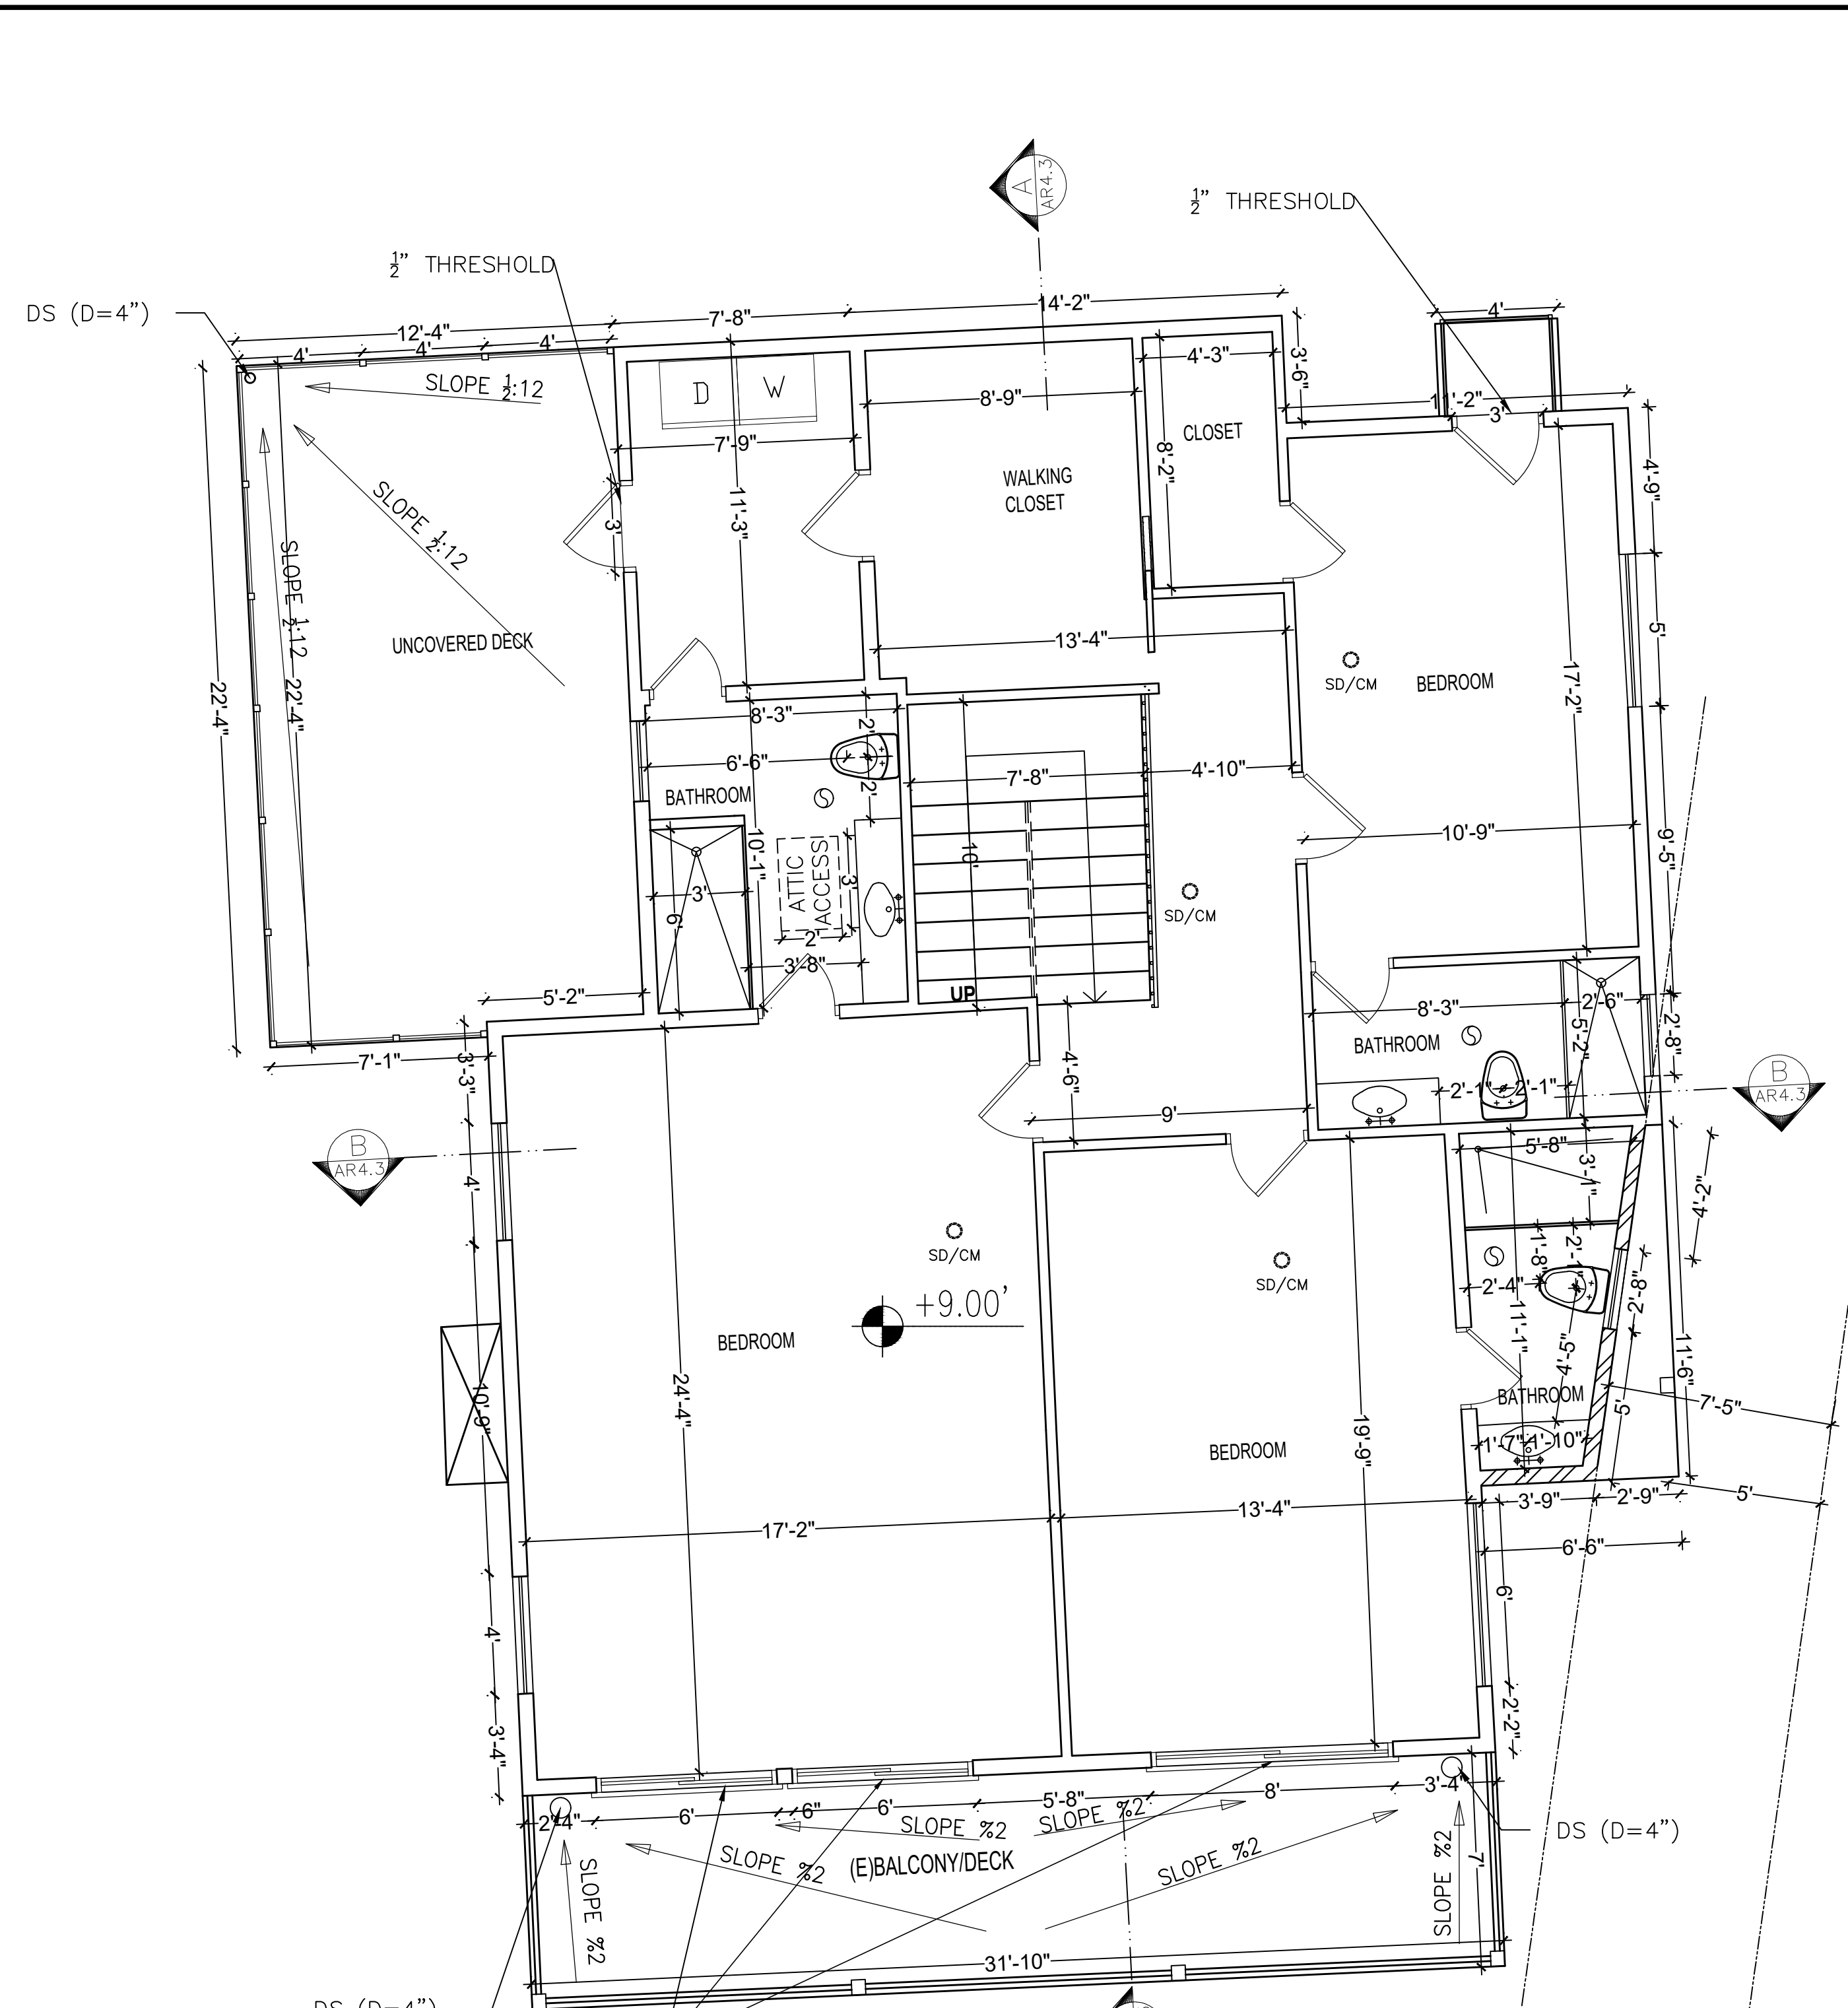 A
AR4.3
½” THRESHOLD
½” THRESHOLD
DS (D=4”)
12'-4"
7'-8"
14'-2"
4'
4'
4'
4'
3'-6"
4'-3"
11'-2"
3'
SLOPE ½:12
D
W
8'-9"
7'-9"
CLOSET
8'-2"
4'-9"
WALKING
CLOSET
11'-3"
3'
SLOPE ½:12
SLOPE ½:12
UNCOVERED DECK
22'-4"
22'-4"
13'-4"
5'
SD/CM
BEDROOM
17'-2"
8'-3"
2'
6'-6"
2'
7'-8"
4'-10"
BATHROOM
10'-1"
ATTIC
ACCESS
3'
10'
10'-9"
9'-5"
3'
6'
2'
3'-8"
SD/CM
UP
5'-2"
8'-3"
2'-6"
5'-2"
2'-8"
BATHROOM
7'-1"
3'-3"
4'-6"
2'-1"
2'-1"
B
AR4.3
9'
B
AR4.3
4'
5'-8"
3'-1"
4'-2"
SD/CM
SD/CM
+9.00’
1'-8"
2'-4"
2'-8"
11'-1"
BEDROOM
4'-5"
11'-6"
10'-9"
24'-4"
BATHROOM
5'
7'-5"
19'-9"
BEDROOM
1'-7"
1'-10"
17'-2"
13'-4"
3'-9"
2'-9"
5'
6'-6"
6'
4'
2'-2"
3'-4"
2'-4"
6'
6"
6'
5'-8"
8'
3'-4"
SLOPE %2
SLOPE %2
DS (D=4”)
SLOPE %2
(E)BALCONY/DECK
SLOPE %2
SLOPE %2
7'
SLOPE %2
31'-10"
DS (D=4”)